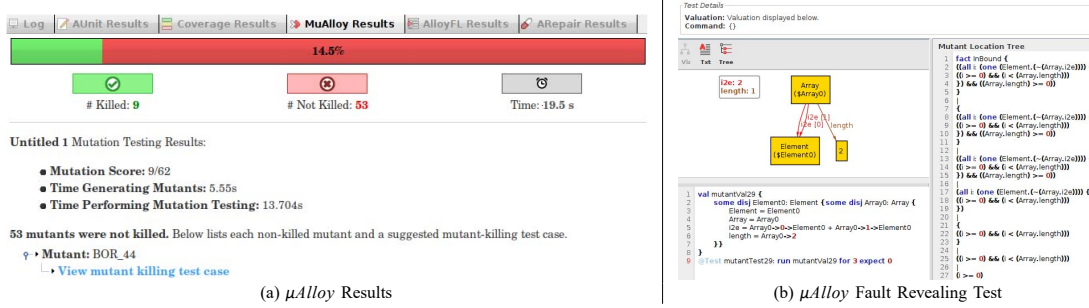 Log AUnit Results Coverage Results MuAlloy Results AlloyFL Results ARepair Results
14.5%
# Killed: 9 # Not Killed: 53 Time: 19.5 s
Untitled 1 Mutation Testing Results:
Mutation Score: 9/62
Time Generating Mutants: 5.55s
Time Performing Mutation Testing: 13.704s
53 mutants were not killed. Below lists each non-killed mutant and a suggested mutant-killing test case.
Mutant: BOR_44
View mutant killing test case
(a) μAlloy Results
Test Details
Valuation: Valuation displayed below.
Command: {}
Viz Txt Tree
i2e: 2
length: 1
Array
($Array0)
i2e [1]
i2e [0] length
Element
($Element0)
2
1 val mutantVal29 {
2 some disj Element0: Element {some disj Array0: Array {
3 Element = Element0
4 Array = Array0
5 i2e = Array0->0->Element0 + Array0->1->Element0
6 length = Array0->2
7 }}
8 }
9 @Test mutantTest29: run mutantVal29 for 3 expect 0
Mutant Location Tree
1 fact InBound {
2 ((all i: (one (Element.(~(Array.i2e))))
3 ((i >= 0) && (i < (Array.length)))
4 }) && ((Array.length) >= 0))
5 }
6 |
7 {
8 ((all i: (one (Element.(~(Array.i2e))))
9 ((i >= 0) && (i < (Array.length)))
10 }) && ((Array.length) >= 0))
11 }
12 |
13 ((all i: (one (Element.(~(Array.i2e))))
14 ((i >= 0) && (i < (Array.length)))
15 }) && ((Array.length) >= 0))
16 |
17 (all i: (one (Element.(~(Array.i2e)))) {
18 ((i >= 0) && (i < (Array.length)))
19 })
20 |
21 {
22 ((i >= 0) && (i < (Array.length)))
23 }
24 |
25 ((i >= 0) && (i < (Array.length)))
26 |
27 (i >= 0)
(b) μAlloy Fault Revealing Test